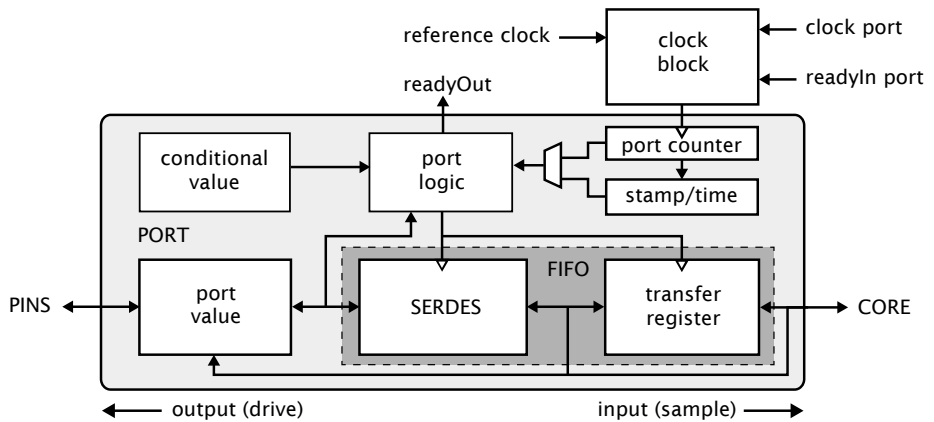 reference clock
clock
block
clock port
readyIn port
readyOut
conditional
value
port
logic
port counter
stamp/time
PORT
FIFO
PINS
port
value
SERDES
transfer
register
CORE
output (drive)
input (sample)